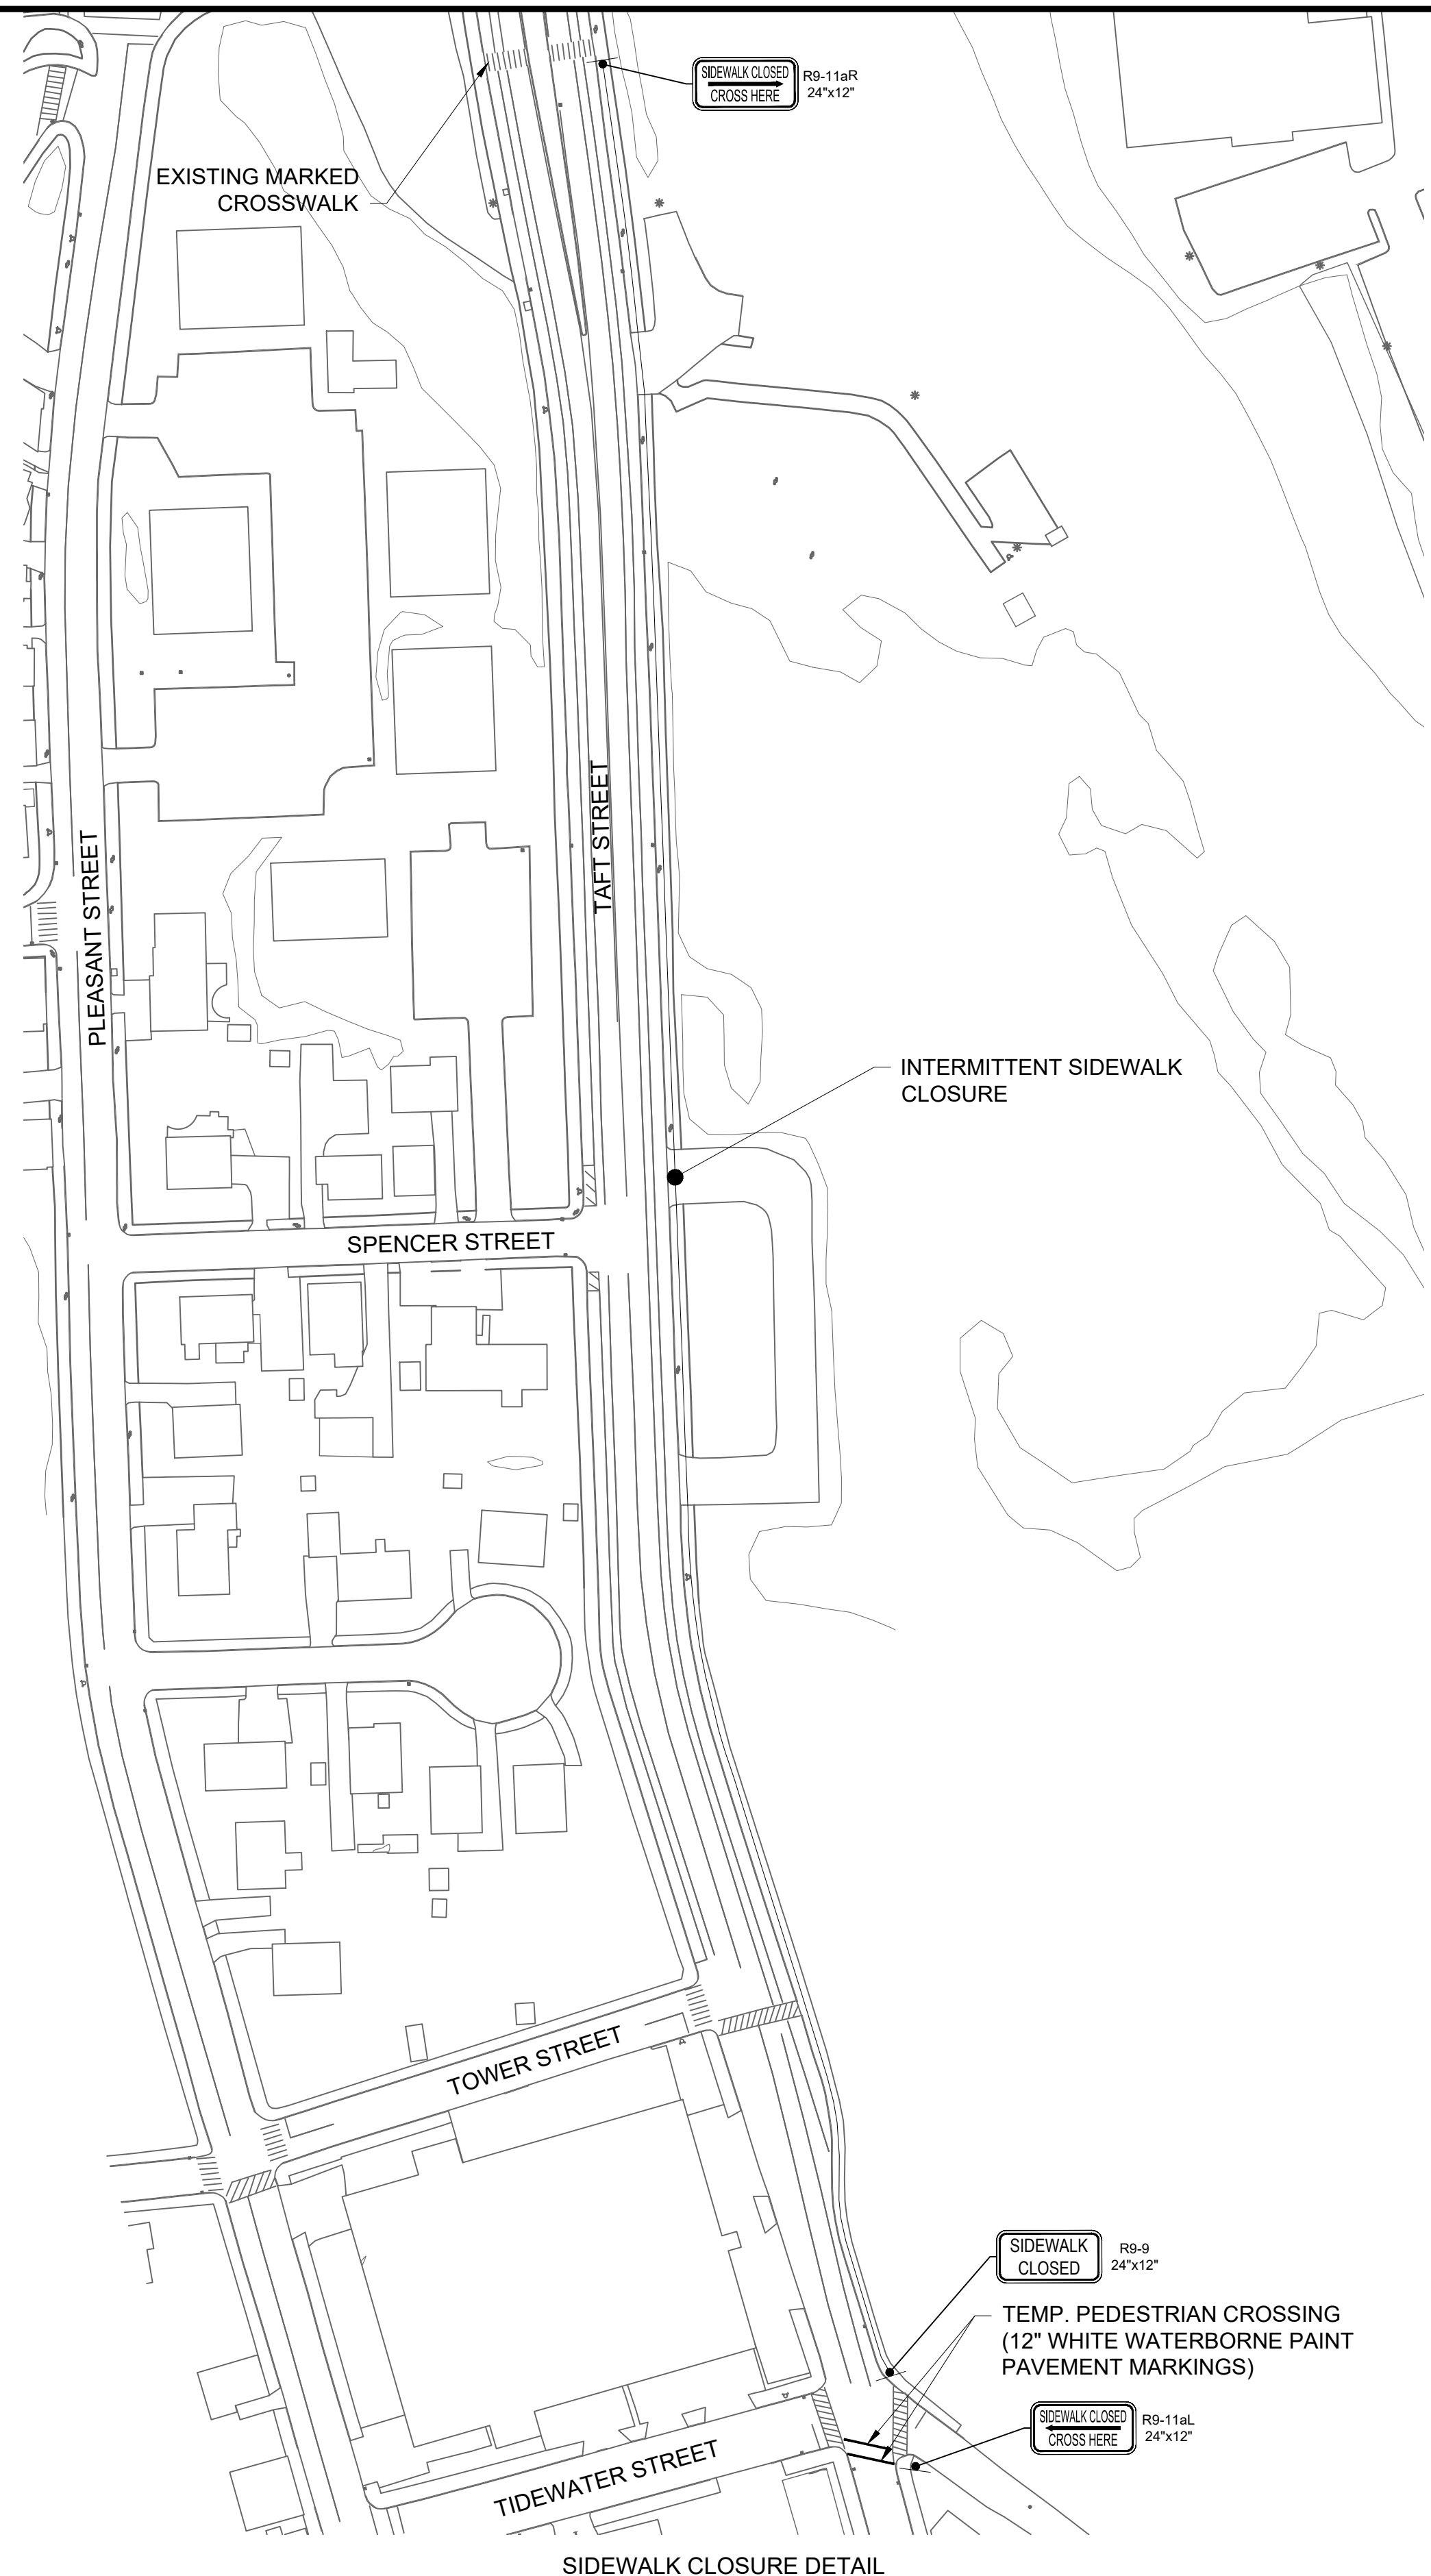 SIDEWALK CLOSED
CROSS HERE
R9-11aR
24"x12"
EXISTING MARKED
CROSSWALK
TAFT STREET
PLEASANT STREET
INTERMITTENT SIDEWALK
CLOSURE
SPENCER STREET
TOWER STREET
SIDEWALK
CLOSED
R9-9
24"x12"
TEMP. PEDESTRIAN CROSSING
(12" WHITE WATERBORNE PAINT
PAVEMENT MARKINGS)
SIDEWALK CLOSED
CROSS HERE
R9-11aL
24"x12"
TIDEWATER STREET
SIDEWALK CLOSURE DETAIL